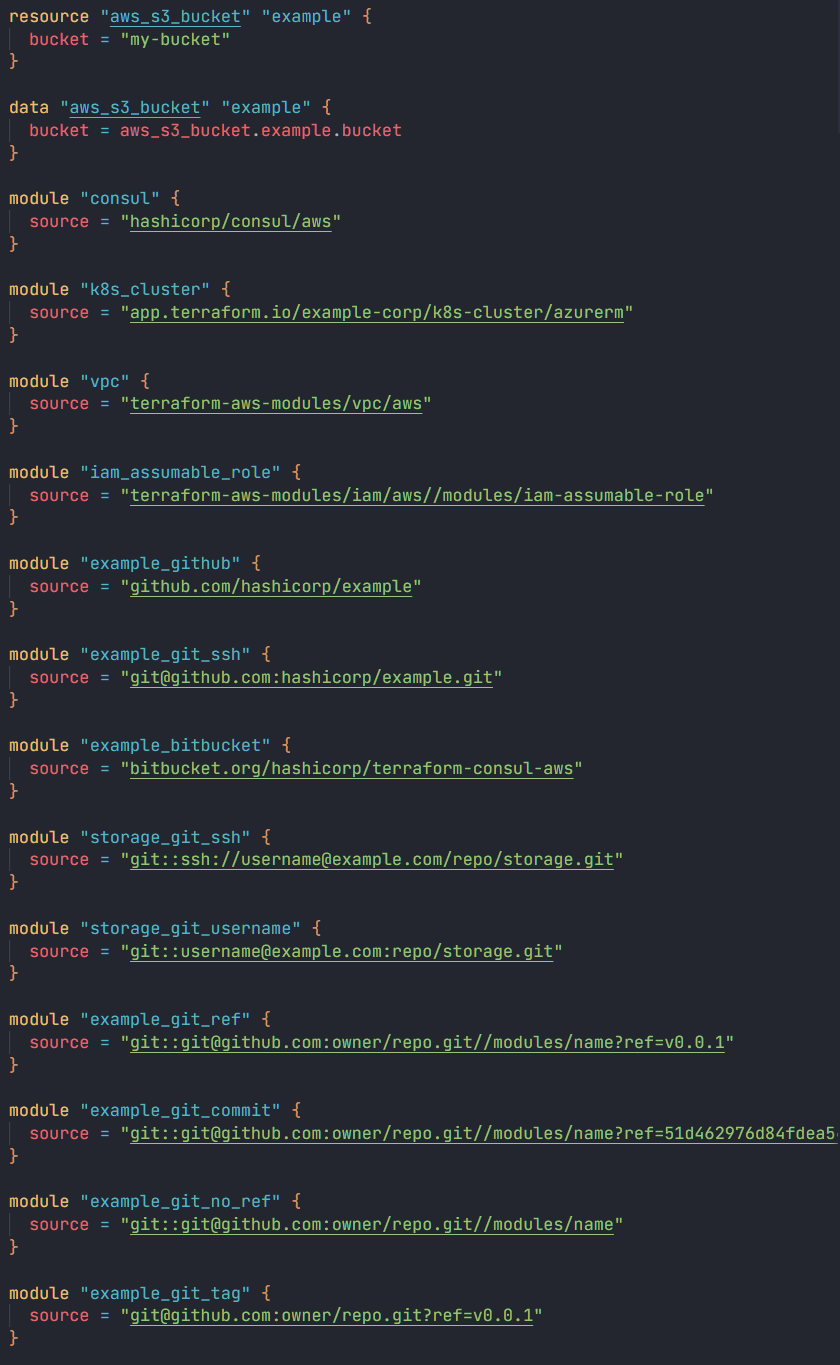 resource "aws_s3_bucket" "example" {
  bucket = "my-bucket"
}

data "aws_s3_bucket" "example" {
  bucket = aws_s3_bucket.example.bucket
}

module "consul" {
  source = "hashicorp/consul/aws"
}

module "k8s_cluster" {
  source = "app.terraform.io/example-corp/k8s-cluster/azurerm"
}

module "vpc" {
  source = "terraform-aws-modules/vpc/aws"
}

module "iam_assumable_role" {
  source = "terraform-aws-modules/iam/aws//modules/iam-assumable-role"
}

module "example_github" {
  source = "github.com/hashicorp/example"
}

module "example_git_ssh" {
  source = "git@github.com:hashicorp/example.git"
}

module "example_bitbucket" {
  source = "bitbucket.org/hashicorp/terraform-consul-aws"
}

module "storage_git_ssh" {
  source = "git::ssh://username@example.com/repo/storage.git"
}

module "storage_git_username" {
  source = "git::username@example.com:repo/storage.git"
}

module "example_git_ref" {
  source = "git::git@github.com:owner/repo.git//modules/name?ref=v0.0.1"
}

module "example_git_commit" {
  source = "git::git@github.com:owner/repo.git//modules/name?ref=51d462976d84fdea5
}

module "example_git_no_ref" {
  source = "git::git@github.com:owner/repo.git//modules/name"
}

module "example_git_tag" {
  source = "git@github.com:owner/repo.git?ref=v0.0.1"
}